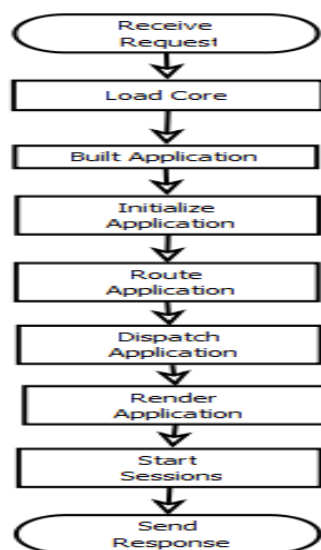 Receive
Request
Load Core
Built Application
Initialize
Application
Route
Application
Dispatch
Application
Render
Application
Start
Sessions
Send
Response